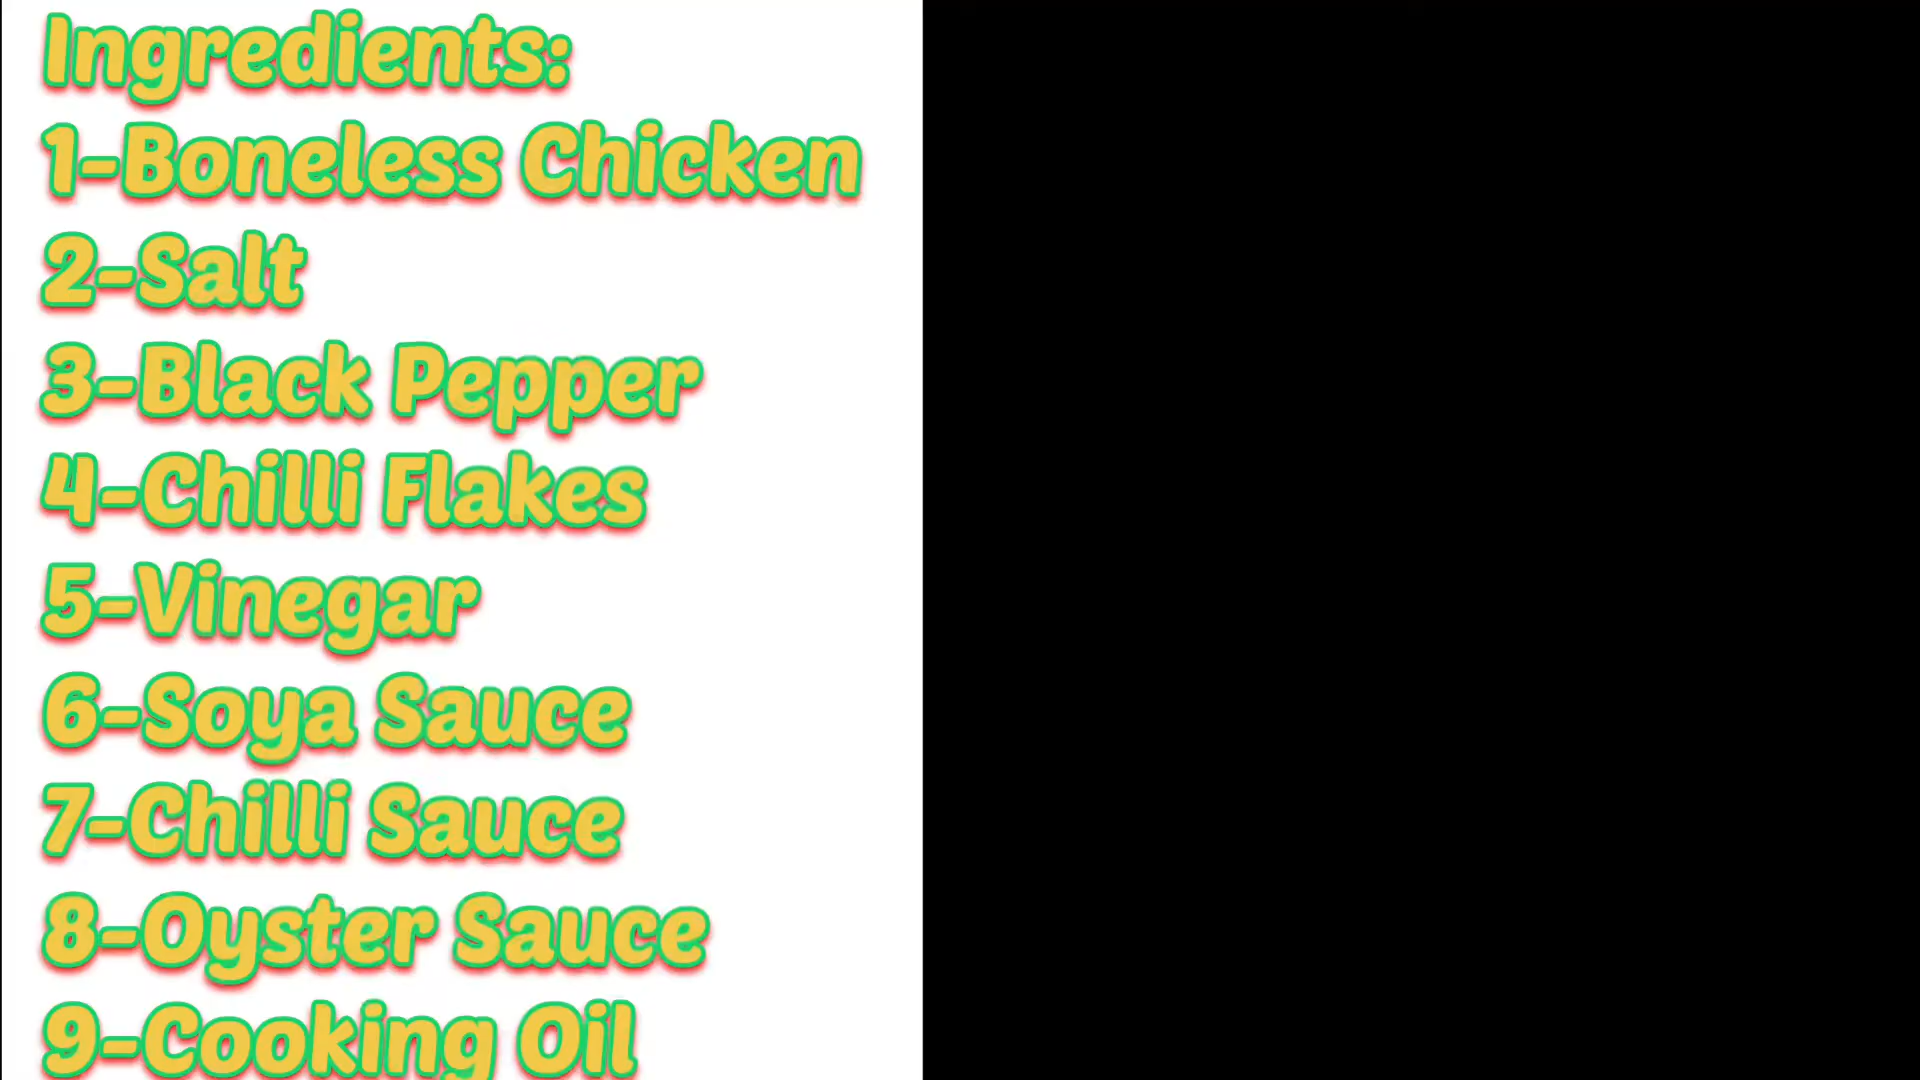 Ingredients:
1-Boneless Chicken
2-Salt
3-Black Pepper
4-Chilli Flakes
5-Vinegar
6-Soya Sauce
7-Chilli Sauce
8-Oyster Sauce
9-Cooking Oil